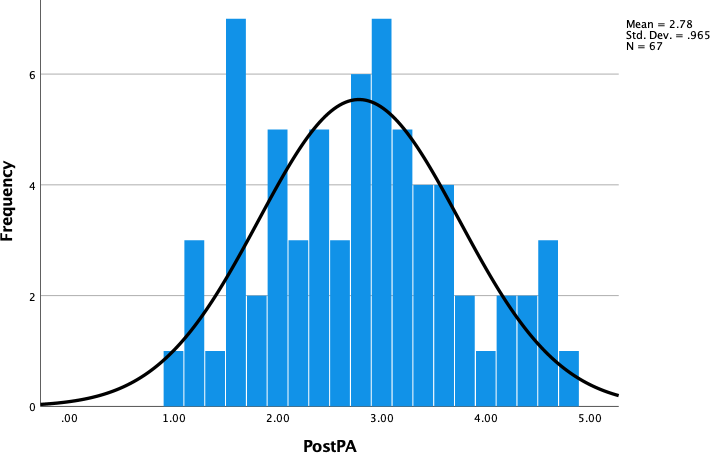 Mean = 2.78
Std. Dev. = .965
N = 67
Frequency
6
4
2
0
.00 1.00 2.00 3.00 4.00 5.00
PostPA